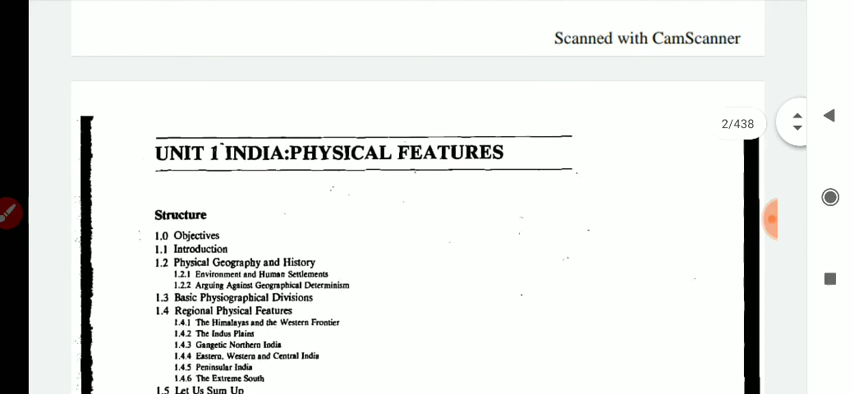 Scanned with CamScanner
2/438
UNIT 1 INDIA:PHYSICAL FEATURES
Structure
1.0 Objectives
1.1 Introduction
1.2 Physical Geography and History
1.2.1 Environment and Human Settlements
1.2.2 Arguing Against Geographical Determinism
1.3 Basic Physiographical Divisions
1.4 Regional Physical Features
1.4.1 The Himalayas and the Western Frontier
1.4.2 The Indus Plains
1.4.3 Gangetic Northern India
1.4.4 Eastern, Western and Central India
1.4.5 Peninsular India
1.4.6 The Extreme South
1.5 Let Us Sum Up